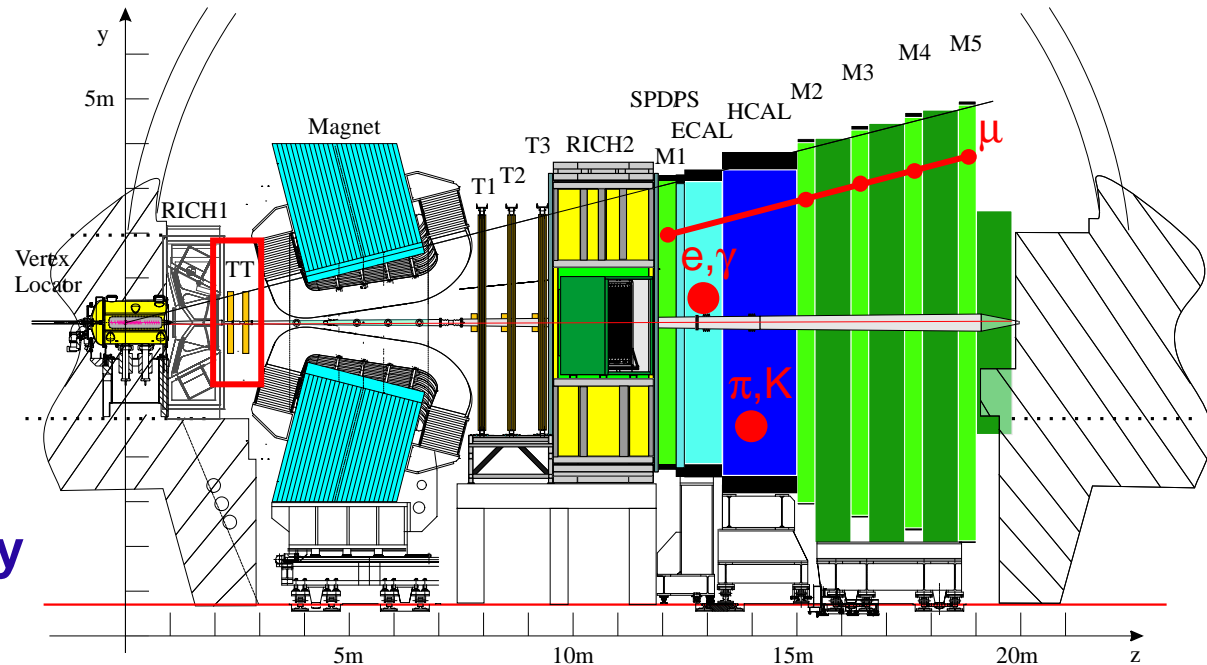 y
5m
Magnet
RICH1
Vertex
Locator
TT
T1
T2
T3
RICH2
M1
SPDPS
ECAL
HCAL
M2
M3
M4
M5
μ
e,γ
π,K
y
5m
10m
15m
20m
z